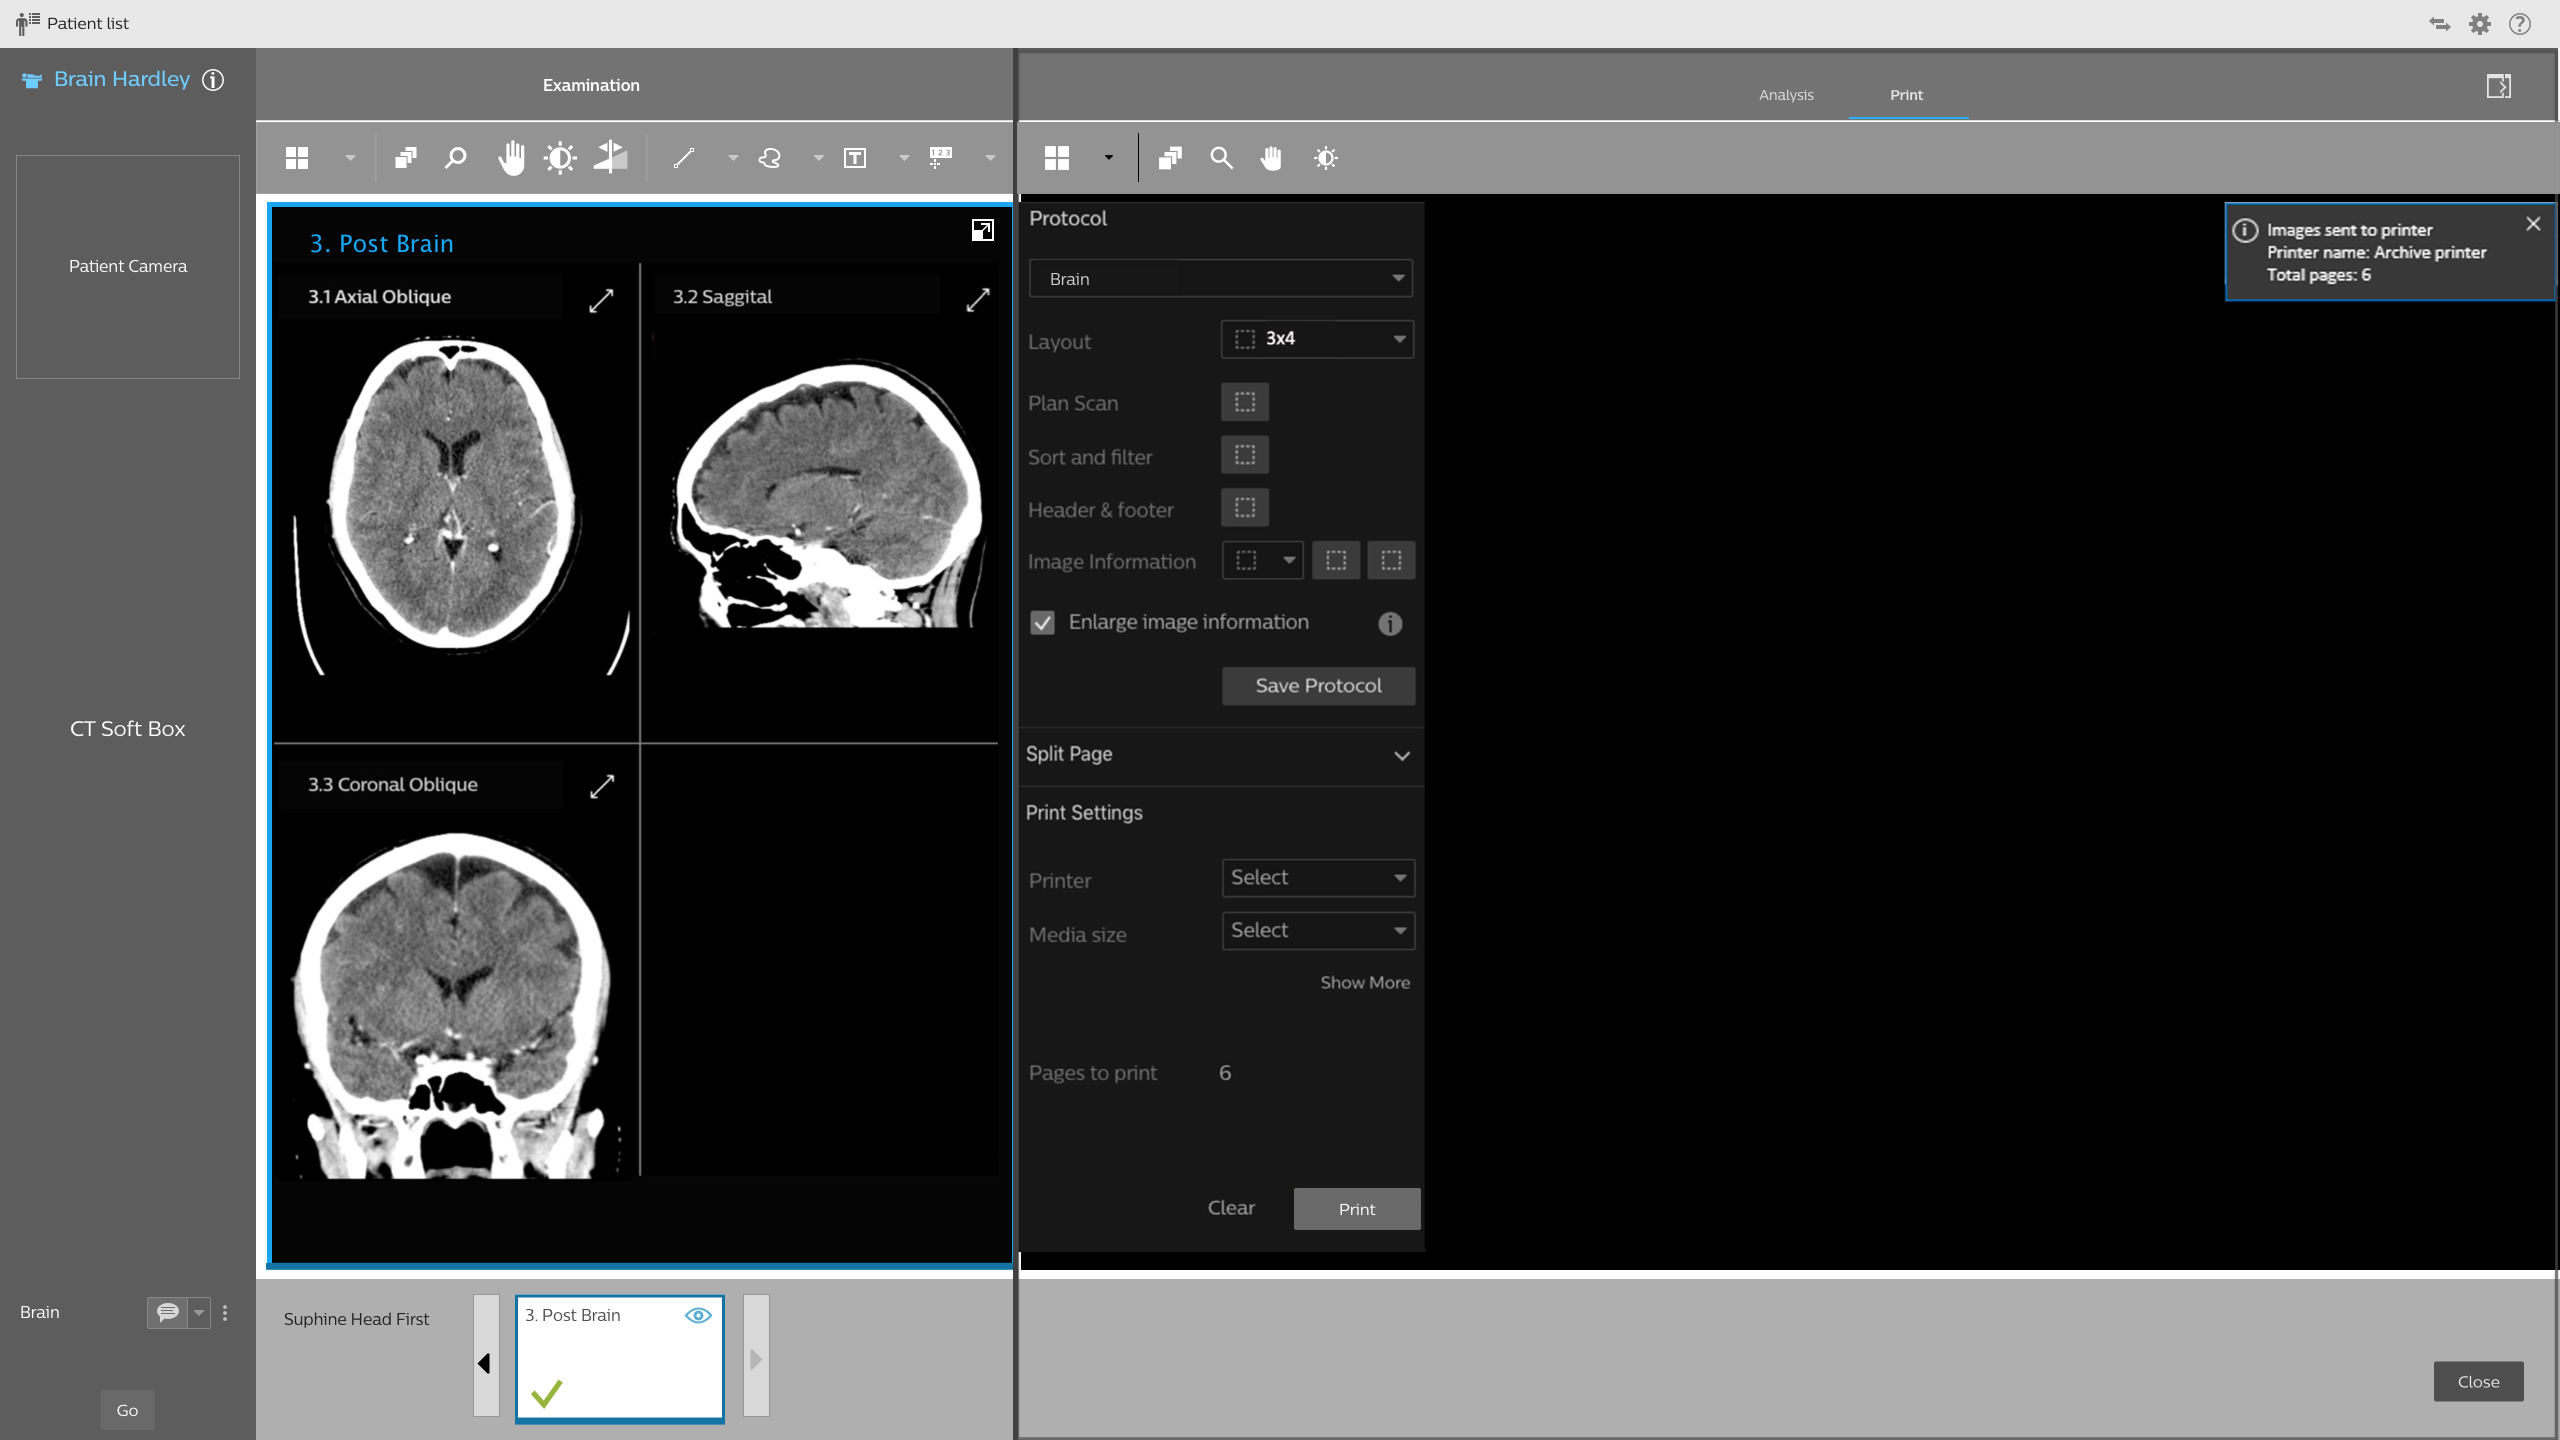 Patient list
Brain Hardley
Examination
Analysis
Print
Patient Camera
CT Soft Box
Brain
Go
T
1 2 3
3. Post Brain
3.1 Axial Oblique
3.2 Saggital
3.3 Coronal Oblique
Protocol
Brain
Layout
3x4
Plan Scan
Sort and filter
Header & footer
Image Information
Enlarge image information
Save Protocol
Split Page
Print Settings
Printer
Select
Media size
Select
Show More
Pages to print
6
Clear
Print
Images sent to printer
Printer name: Archive printer
Total pages: 6
Suphine Head First
3. Post Brain
Close